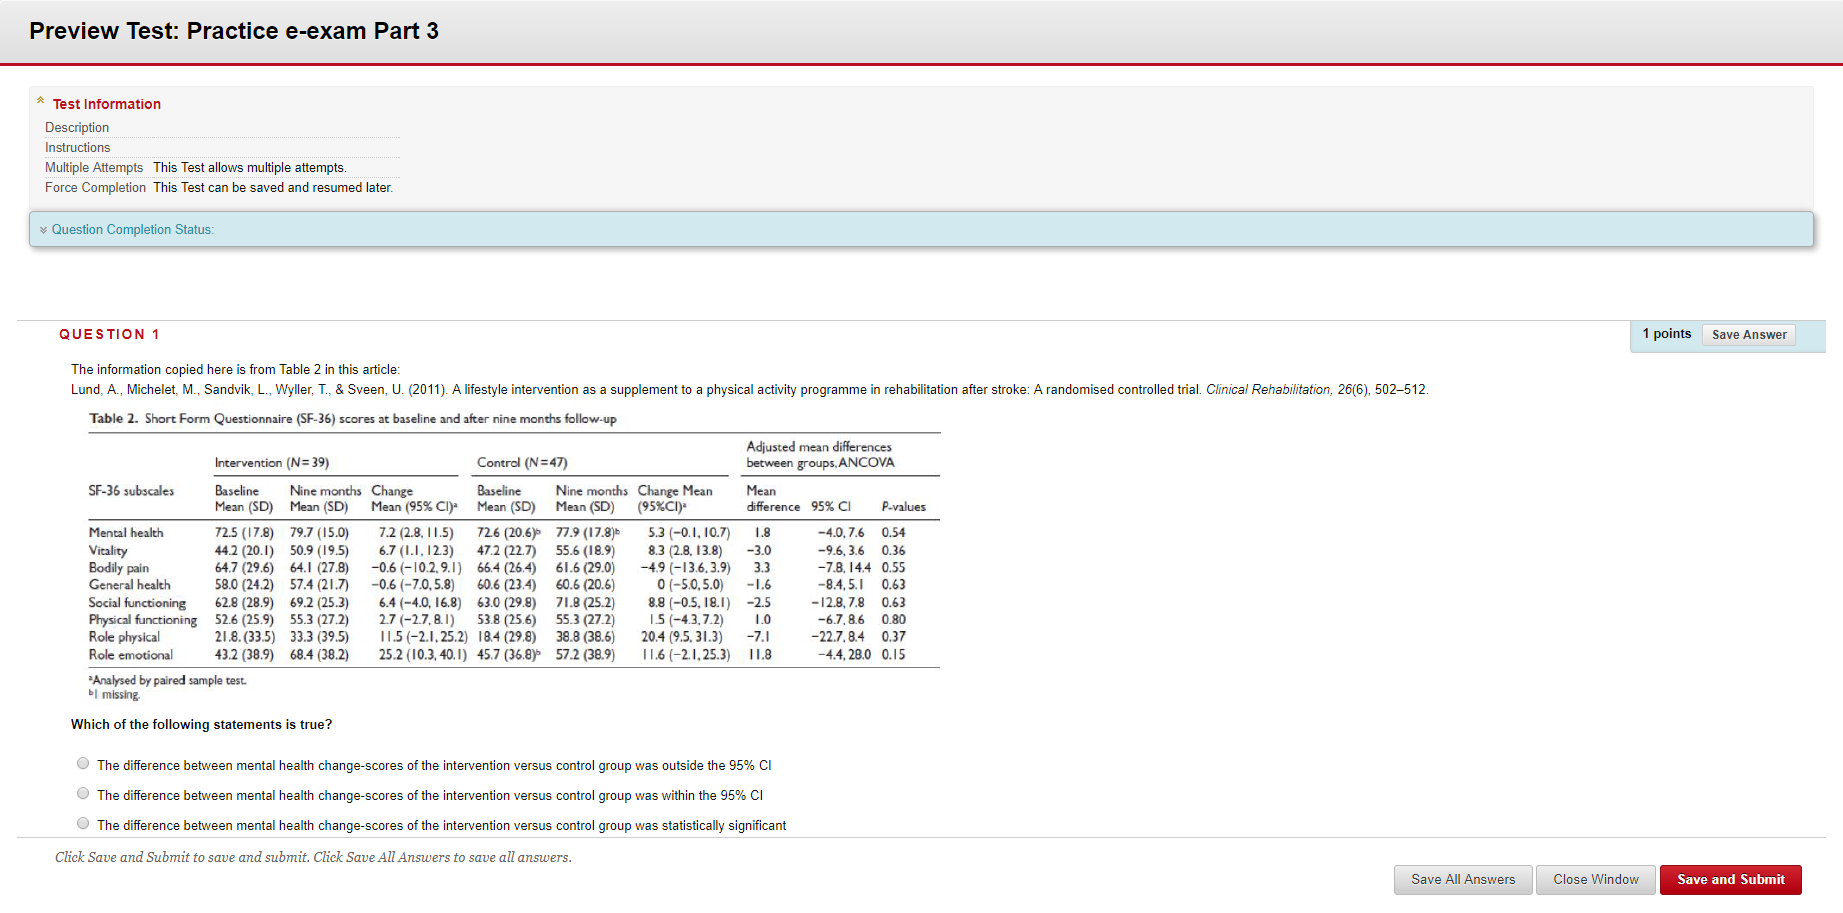 Preview Test: Practice e-exam Part 3
Test Information
Description
Instructions
Multiple Attempts This Test allows multiple attempts.
Force Completion This Test can be saved and resumed later.
Question Completion Status:
QUESTION 1
1 points Save Answer
The information copied here is from Table 2 in this article:
Lund, A., Michelet, M., Sandvik, L., Wyller, T., & Sveen, U. (2011). A lifestyle intervention as a supplement to a physical activity programme in rehabilitation after stroke: A randomised controlled trial. Clinical Rehabilitation, 26(6), 502–512.
Table 2. Short Form Questionnaire (SF-36) scores at baseline and after nine months follow-up
Adjusted mean differences
Intervention (N=39) Control (N=47) between groups, ANCOVA
SF-36 subscales Baseline Nine months Change Baseline Nine months Change Mean Mean
Mean (SD) Mean (SD) Mean (95% CI)a Mean (SD) Mean (SD) (95%CI)a difference 95% CI P-values
Mental health 72.5 (17.8) 79.7 (15.0) 7.2 (2.8, 11.5) 72.6 (20.6)b 77.9 (17.8)b 5.3 (−0.1, 10.7) 1.8 −4.0, 7.6 0.54
Vitality 44.2 (20.1) 50.9 (19.5) 6.7 (1.1, 12.3) 47.2 (22.7) 55.6 (18.9) 8.3 (2.8, 13.8) −3.0 −9.6, 3.6 0.36
Bodily pain 64.7 (29.6) 64.1 (27.8) −0.6 (−10.2, 9.1) 66.4 (26.4) 61.6 (29.0) −4.9 (−13.6, 3.9) 3.3 −7.8, 14.4 0.55
General health 58.0 (24.2) 57.4 (21.7) −0.6 (−7.0, 5.8) 60.6 (23.4) 60.6 (20.6) 0 (−5.0, 5.0) −1.6 −8.4, 5.1 0.63
Social functioning 62.8 (28.9) 69.2 (25.3) 6.4 (−4.0, 16.8) 63.0 (29.8) 71.8 (25.2) 8.8 (−0.5, 18.1) −2.5 −12.8, 7.8 0.63
Physical functioning 52.6 (25.9) 55.3 (27.2) 2.7 (−2.7, 8.1) 53.8 (25.6) 55.3 (27.2) 1.5 (−4.3, 7.2) 1.0 −6.7, 8.6 0.80
Role physical 21.8. (33.5) 33.3 (39.5) 11.5 (−2.1, 25.2) 18.4 (29.8) 38.8 (38.6) 20.4 (9.5, 31.3) −7.1 −22.7, 8.4 0.37
Role emotional 43.2 (38.9) 68.4 (38.2) 25.2 (10.3, 40.1) 45.7 (36.8)b 57.2 (38.9) 11.6 (−2.1, 25.3) 11.8 −4.4, 28.0 0.15
aAnalysed by paired sample test.
b1 missing.
Which of the following statements is true?
The difference between mental health change-scores of the intervention versus control group was outside the 95% CI
The difference between mental health change-scores of the intervention versus control group was within the 95% CI
The difference between mental health change-scores of the intervention versus control group was statistically significant
Click Save and Submit to save and submit. Click Save All Answers to save all answers.
Save All Answers Close Window Save and Submit